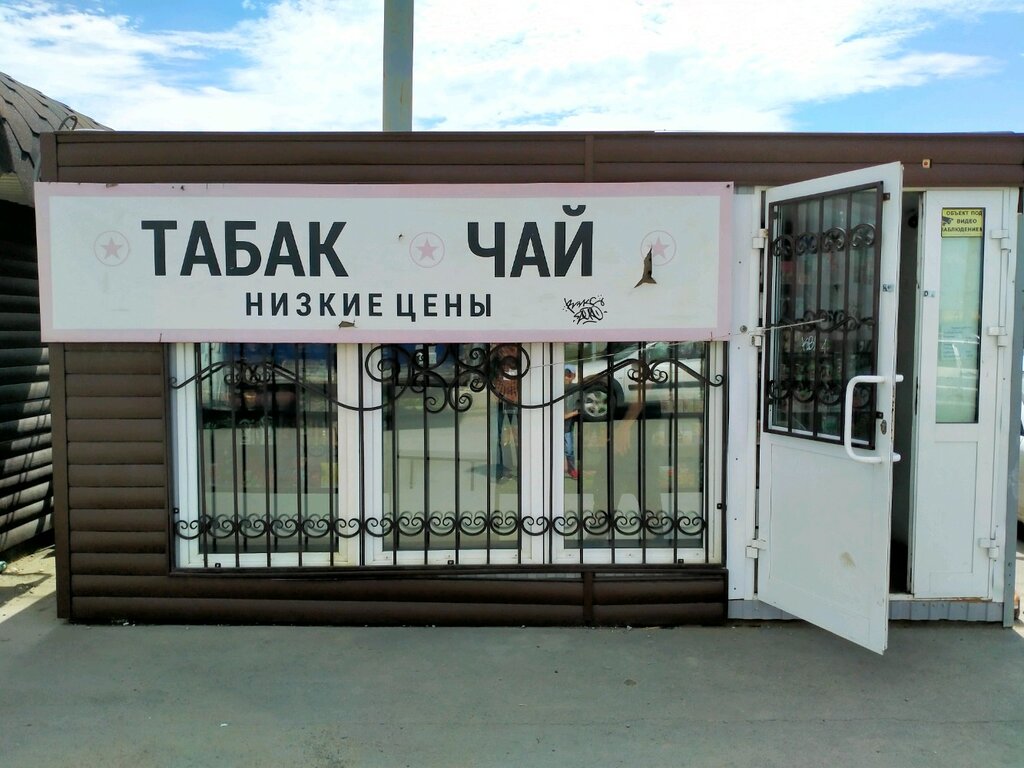 ТАБАК ЧАЙ
НИЗКИЕ ЦЕНЫ
ОБЪЕКТ ПОД
ВИДЕО
НАБЛЮДЕНИЕМ